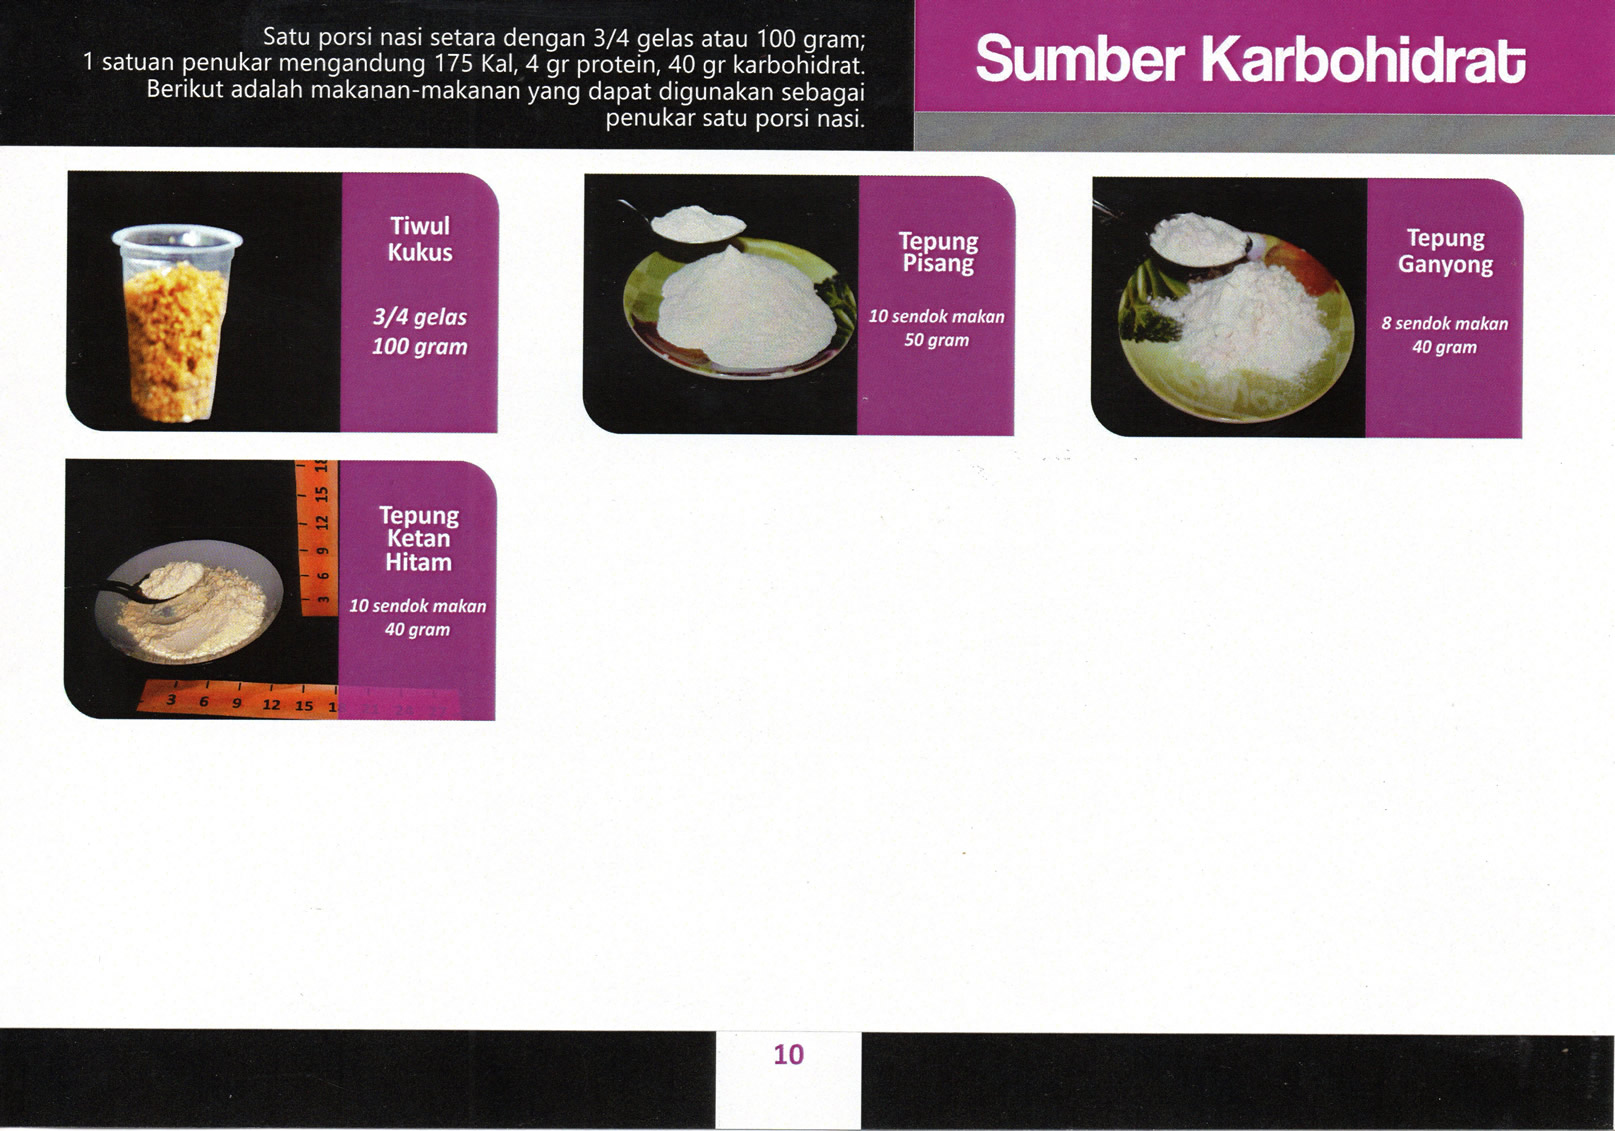 Satu porsi nasi setara dengan 3/4 gelas atau 100 gram;
1 satuan penukar mengandung 175 Kal, 4 gr protein, 40 gr karbohidrat.
Berikut adalah makanan-makanan yang dapat digunakan sebagai
penukar satu porsi nasi.
Sumber Karbohidrat
Tiwul
Kukus
3/4 gelas
100 gram
Tepung
Pisang
10 sendok makan
50 gram
Tepung
Ganyong
8 sendok makan
40 gram
Tepung
Ketan
Hitam
10 sendok makan
40 gram
3 6 9 12 15 18
3 6 9 12 15 18 21 24 27
10